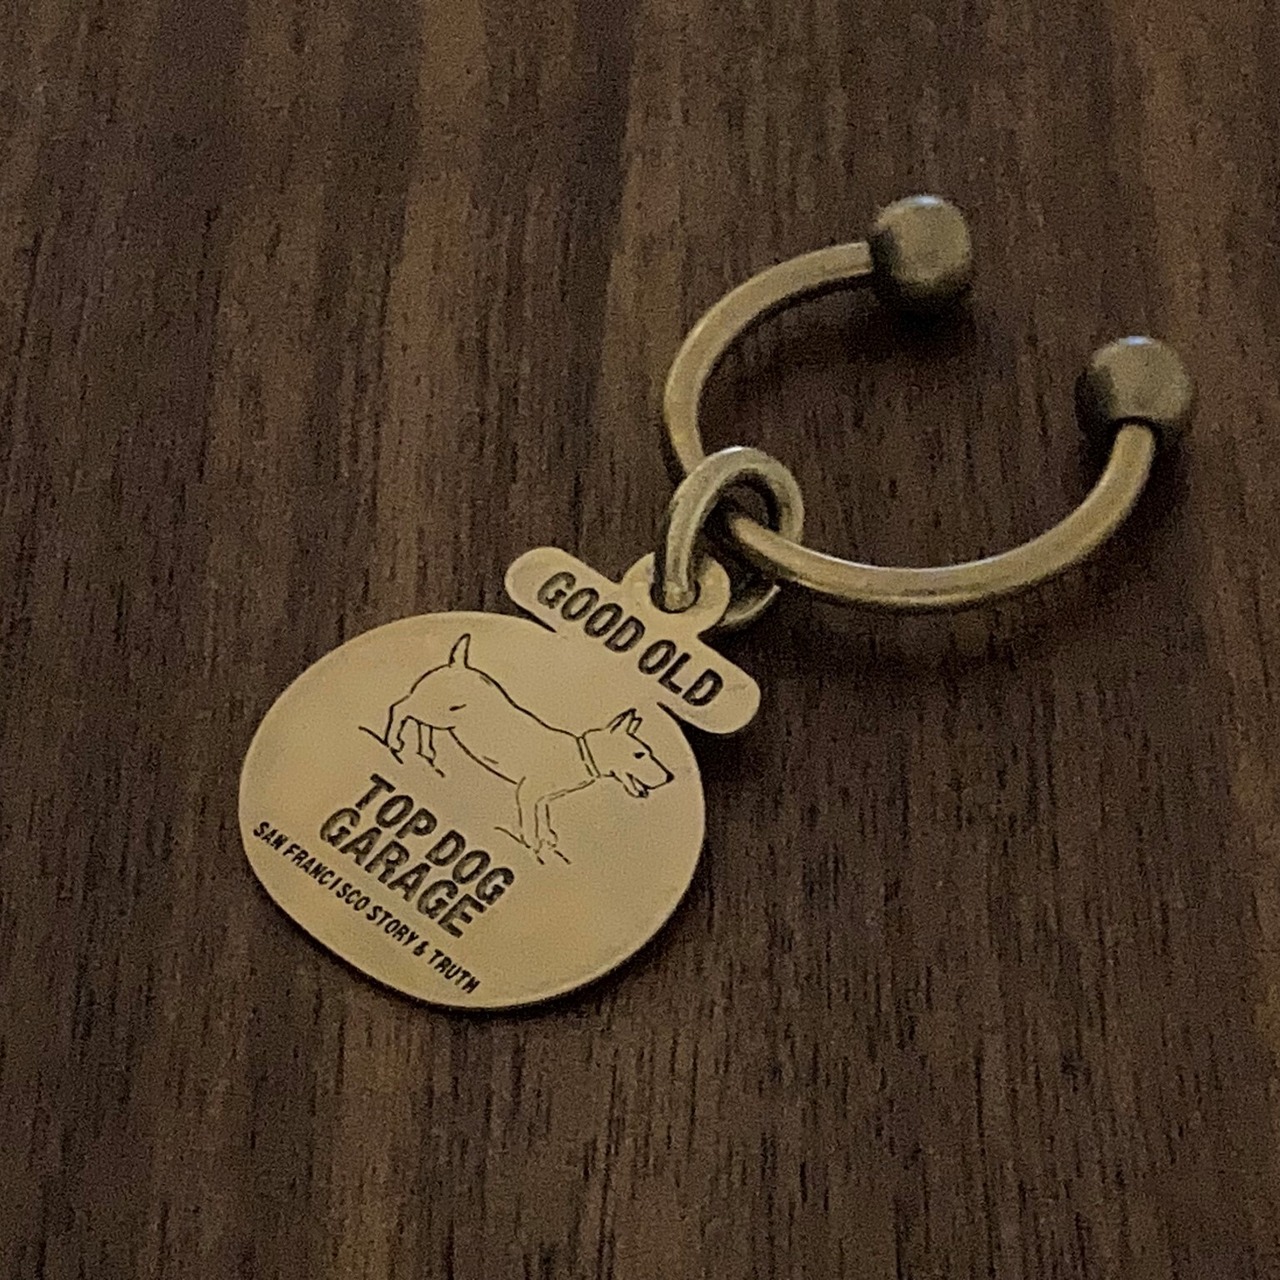 GOOD OLD
TOP DOG
GARAGE
SAN FRANCISCO STORY & TRUTH